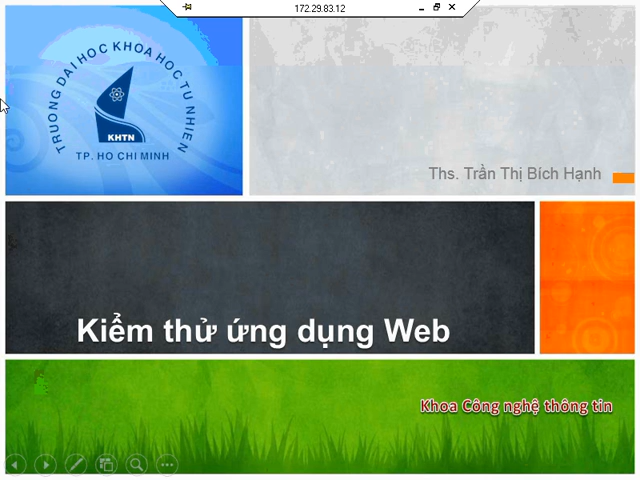 172.29.83.12
TRUONG DAI HOC KHOA HOC TU NHIEN
KHTN
TP. HO CHI MINH
Ths. Trần Thị Bích Hạnh
Kiểm thử ứng dụng Web
Khoa Công nghệ thông tin